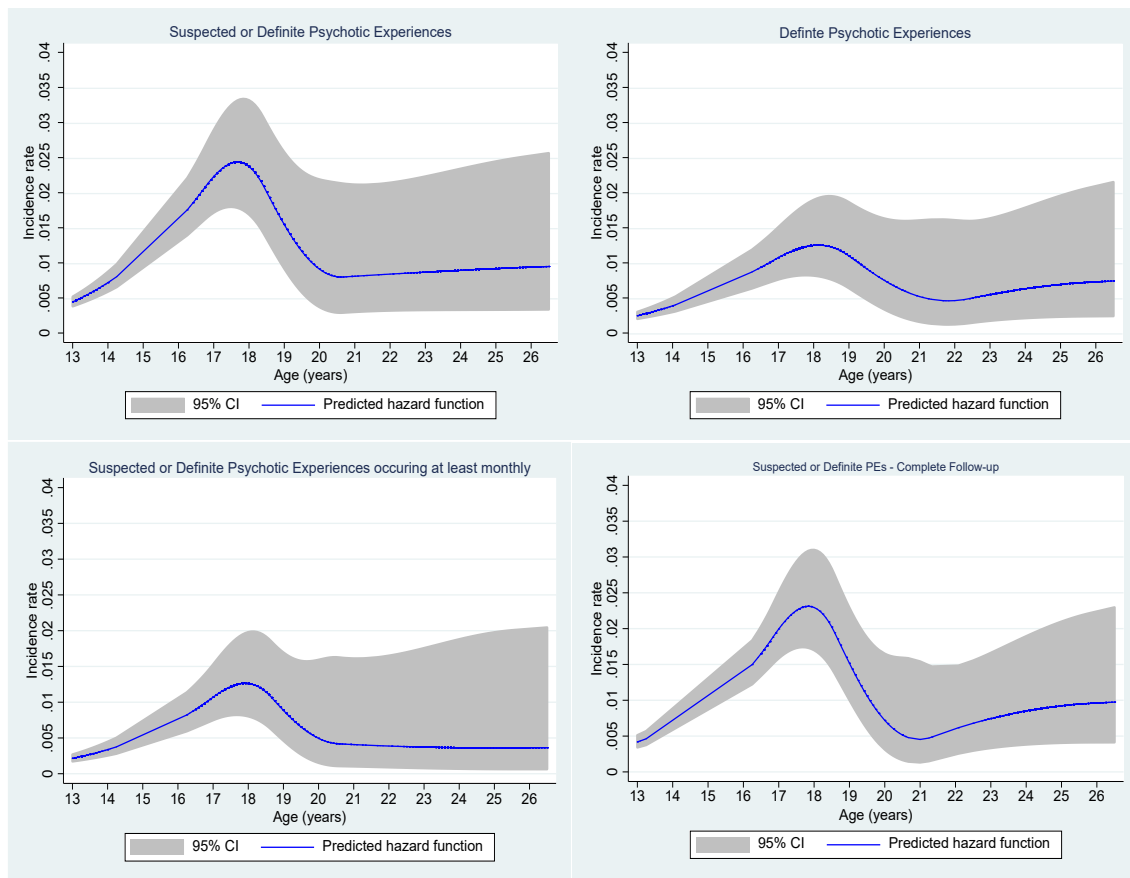 Suspected or Definite Psychotic Experiences
Incidence rate
.04
.035
.03
.025
.02
.015
.01
.005
0
13 14 15 16 17 18 19 20 21 22 23 24 25 26
Age (years)
95% CI Predicted hazard function
Definte Psychotic Experiences
Incidence rate
.04
.035
.03
.025
.02
.015
.01
.005
0
13 14 15 16 17 18 19 20 21 22 23 24 25 26
Age (years)
95% CI Predicted hazard function
Suspected or Definite Psychotic Experiences occuring at least monthly
Incidence rate
.04
.035
.03
.025
.02
.015
.01
.005
0
13 14 15 16 17 18 19 20 21 22 23 24 25 26
Age (years)
95% CI Predicted hazard function
Suspected or Definite PEs - Complete Follow-up
Incidence rate
.04
.035
.03
.025
.02
.015
.01
.005
0
13 14 15 16 17 18 19 20 21 22 23 24 25 26
Age (years)
95% CI Predicted hazard function